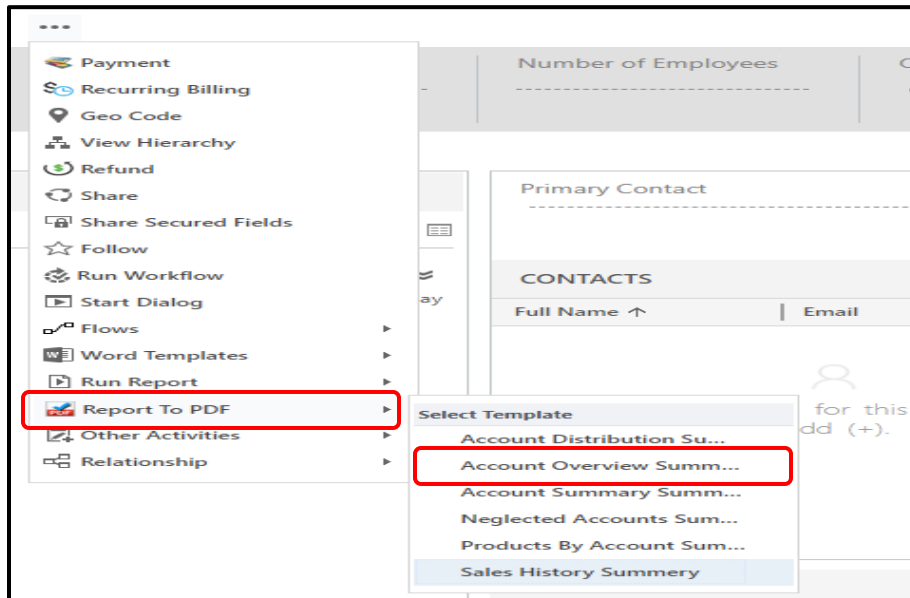 Payment
Recurring Billing
Geo Code
View Hierarchy
Refund
Share
Share Secured Fields
Follow
Run Workflow
Start Dialog
Flows
Word Templates
Run Report
Report To PDF
Other Activities
Relationship
Select Template
Account Distribution Su...
Account Overview Summ...
Account Summary Summ...
Neglected Accounts Sum...
Products By Account Sum...
Sales History Summery
Number of Employees
Primary Contact
CONTACTS
Full Name ↑ | Email
for this
dd (+).
ay